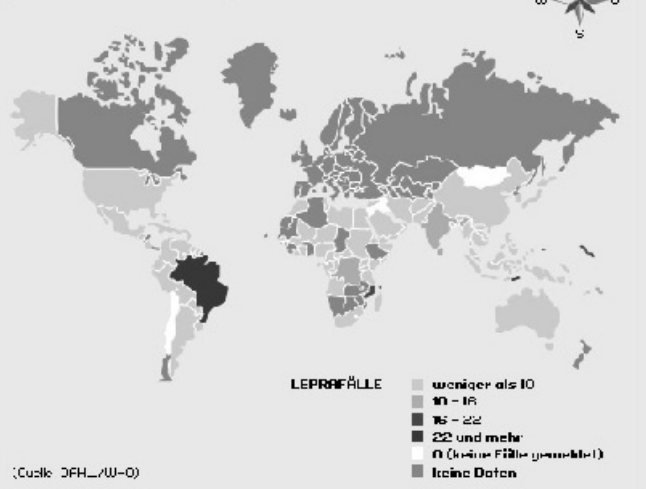 S
LEPRAFÄLLE
weniger als 10
10 - 16
16 - 22
22 und mehr
0 (keine Fälle gemeldet)
keine Daten